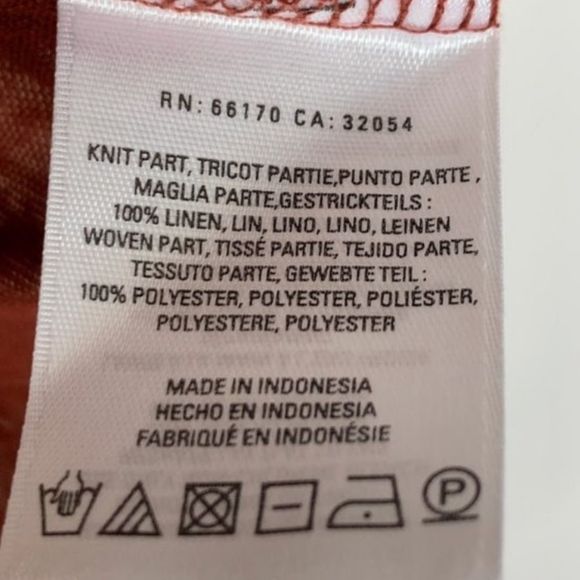 RN: 66170 CA: 32054
KNIT PART, TRICOT PARTIE,PUNTO PARTE,
MAGLIA PARTE,GESTRICKTEILS :
100% LINEN, LIN, LINO, LINO, LEINEN
WOVEN PART, TISSÉ PARTIE, TEJIDO PARTE,
TESSUTO PARTE, GEWEBTE TEIL :
100% POLYESTER, POLYESTER, POLIÉSTER,
POLYESTERE, POLYESTER
MADE IN INDONESIA
HECHO EN INDONESIA
FABRIQUÉ EN INDONÉSIE
P